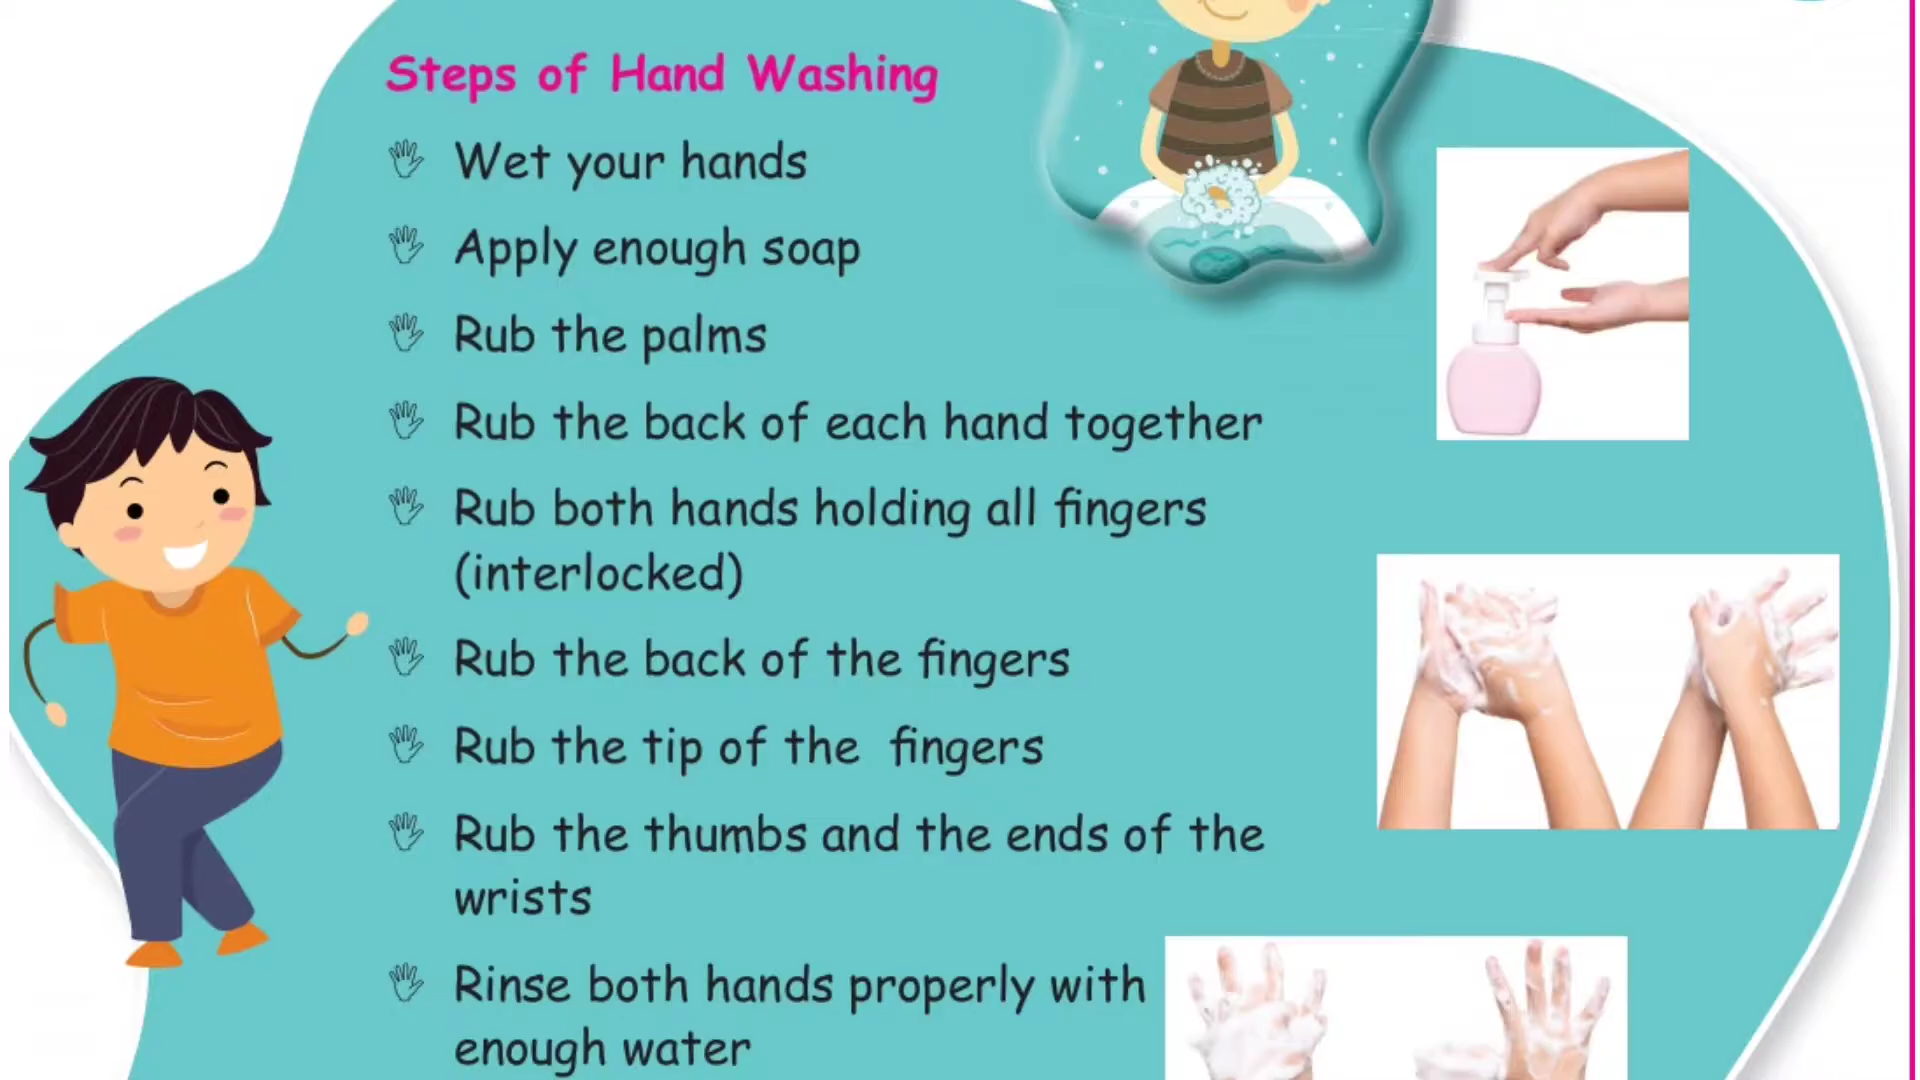 Steps of Hand Washing
Wet your hands
Apply enough soap
Rub the palms
Rub the back of each hand together
Rub both hands holding all fingers
(interlocked)
Rub the back of the fingers
Rub the tip of the fingers
Rub the thumbs and the ends of the
wrists
Rinse both hands properly with
enough water